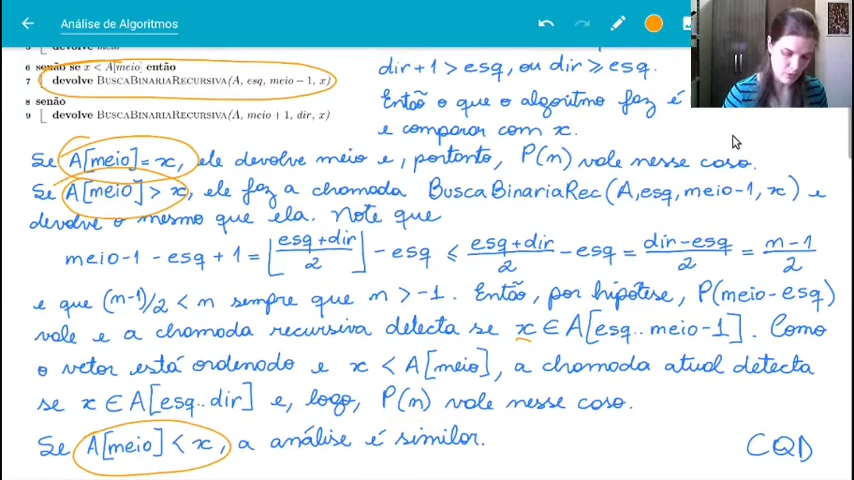 Análise de Algoritmos
6 senão se x < A[meio] então
7 devolve BUSCABINARIARECURSIVA(A, esq, meio − 1, x)
8 senão
9 devolve BUSCABINARIARECURSIVA(A, meio + 1, dir, x)
dir+1 > esq, ou dir ≥ esq.
Então o que o algoritmo faz é
e comparar com x.
Se A[meio] = x, ele devolve meio e, portanto, P(n) vale nesse caso.
Se A[meio] > x, ele faz a chamada BuscaBinariaRec(A, esq, meio-1, x) e
devolve o mesmo que ela. Note que
meio-1 - esq + 1 = ⌊(esq+dir)/2⌋ - esq ≤ (esq+dir)/2 - esq = (dir-esq)/2 = (n-1)/2
e que (n-1)/2 < n sempre que n > -1. Então, por hipótese, P(meio-esq)
vale e a chamada recursiva detecta se x ∈ A[esq..meio-1]. Como
o vetor está ordenado e x < A[meio], a chamada atual detecta
se x ∈ A[esq..dir] e, logo, P(n) vale nesse caso.
Se A[meio] < x, a análise é similar. CQD